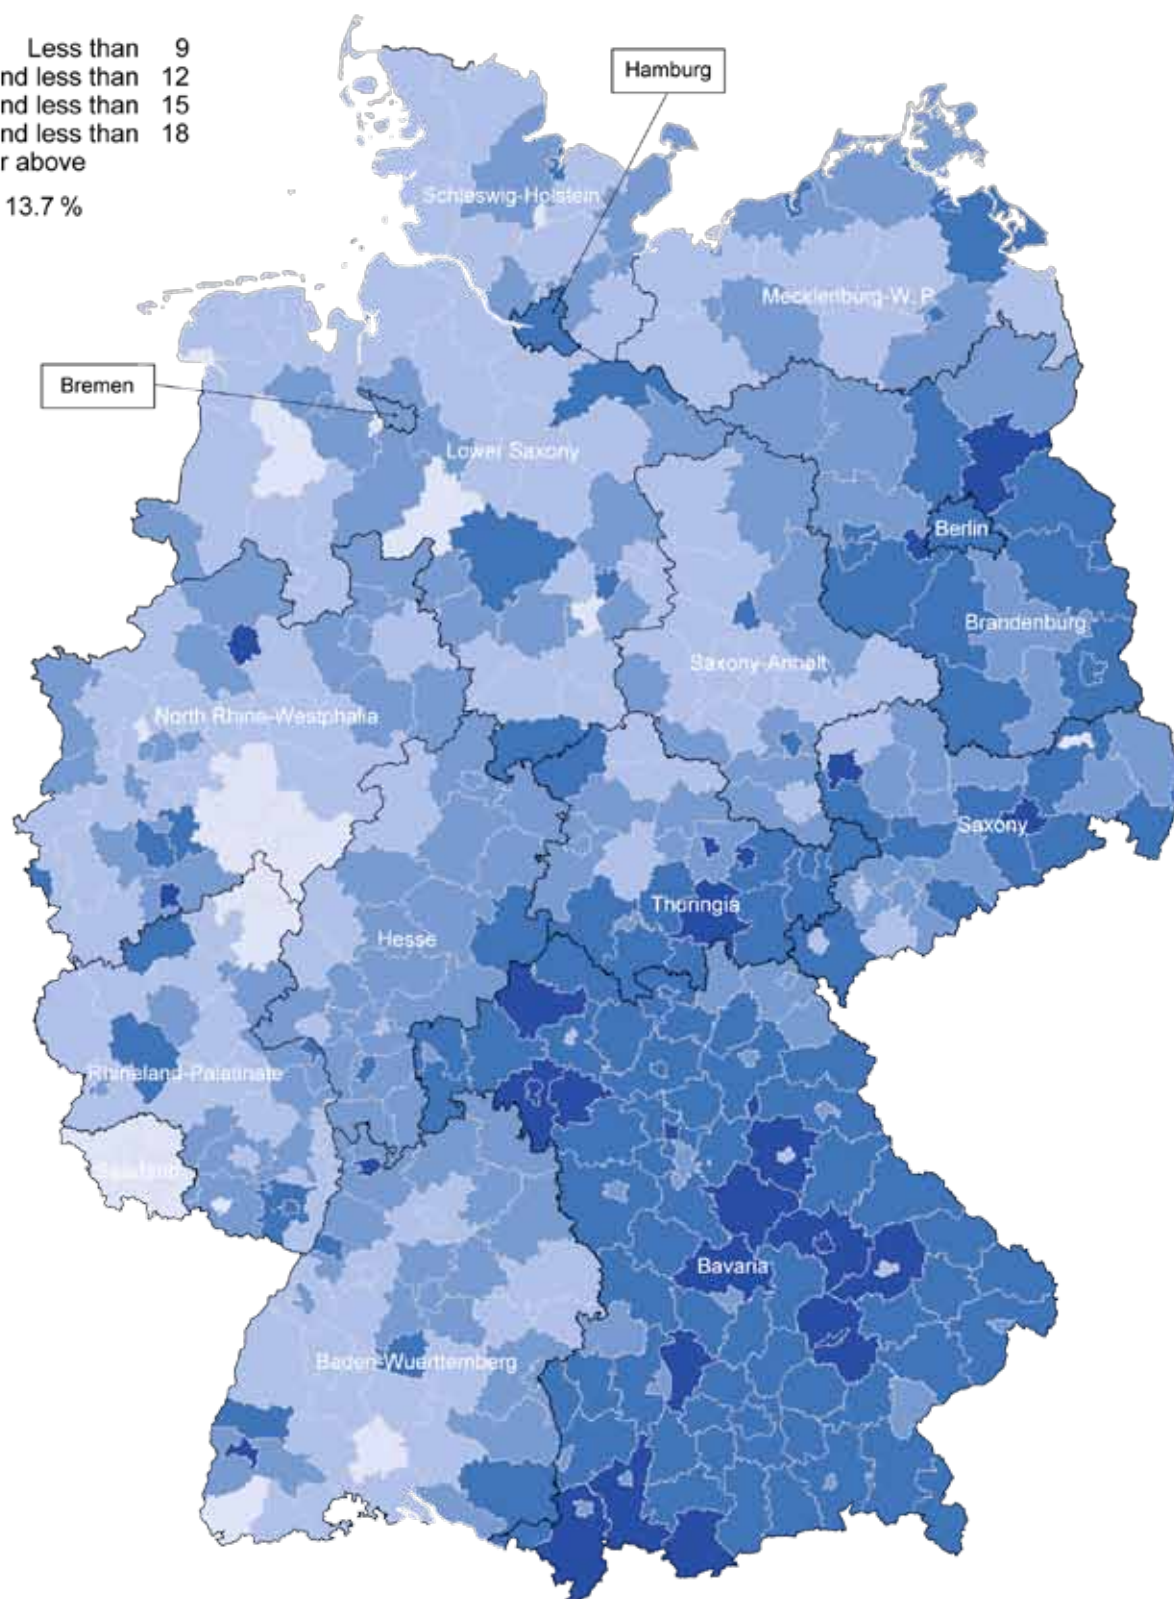 Less than 9
nd less than 12
nd less than 15
nd less than 18
r above
13.7 %
Hamburg
Schleswig-Holstein
Mecklenburg-W. P.
Bremen
Lower Saxony
Berlin
Brandenburg
Saxony-Anhalt
North Rhine-Westphalia
Saxony
Thuringia
Hesse
Rhineland-Palatinate
Saarland
Bavaria
Baden-Wuerttemberg